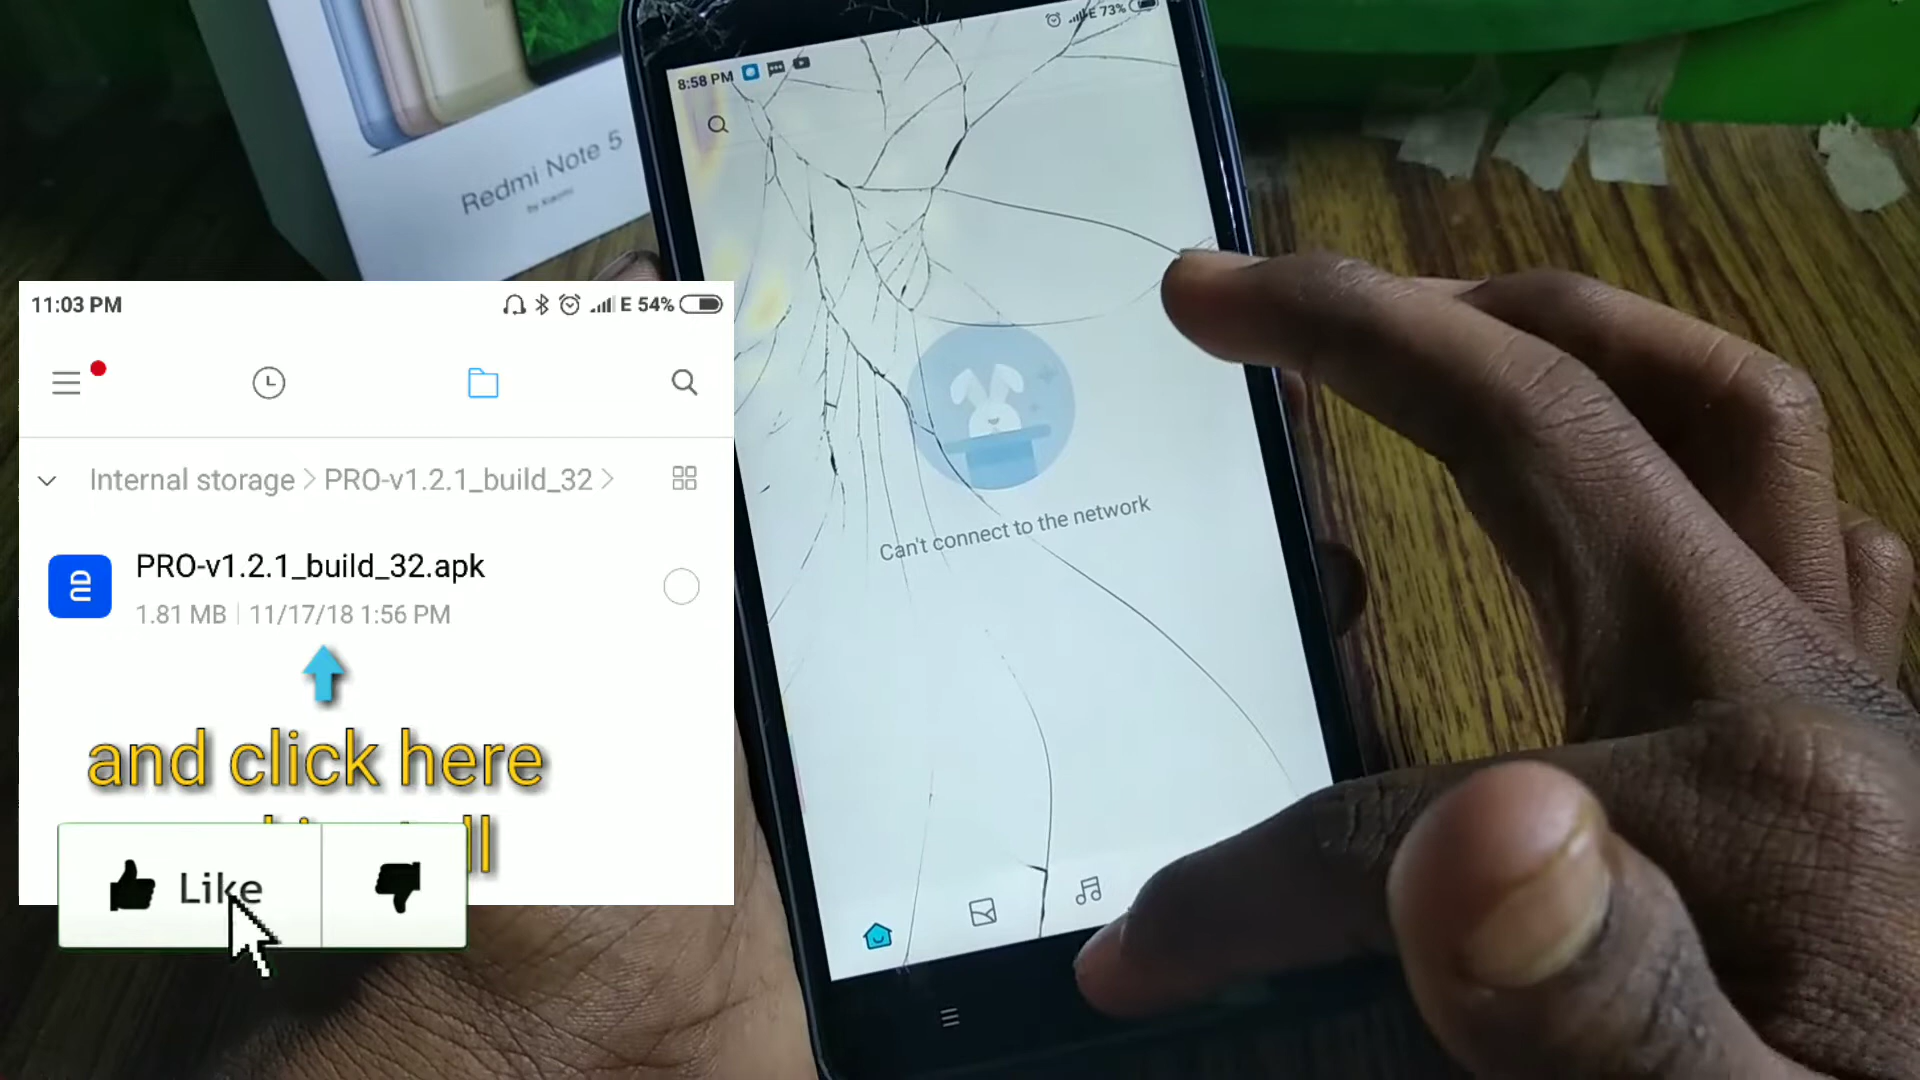 Redmi Note 5
by Xiaomi
8:58 PM
E 73%
Can't connect to the network
11:03 PM
E 54%
Internal storage > PRO-v1.2.1_build_32 >
PRO-v1.2.1_build_32.apk
1.81 MB | 11/17/18 1:56 PM
and click here
Like